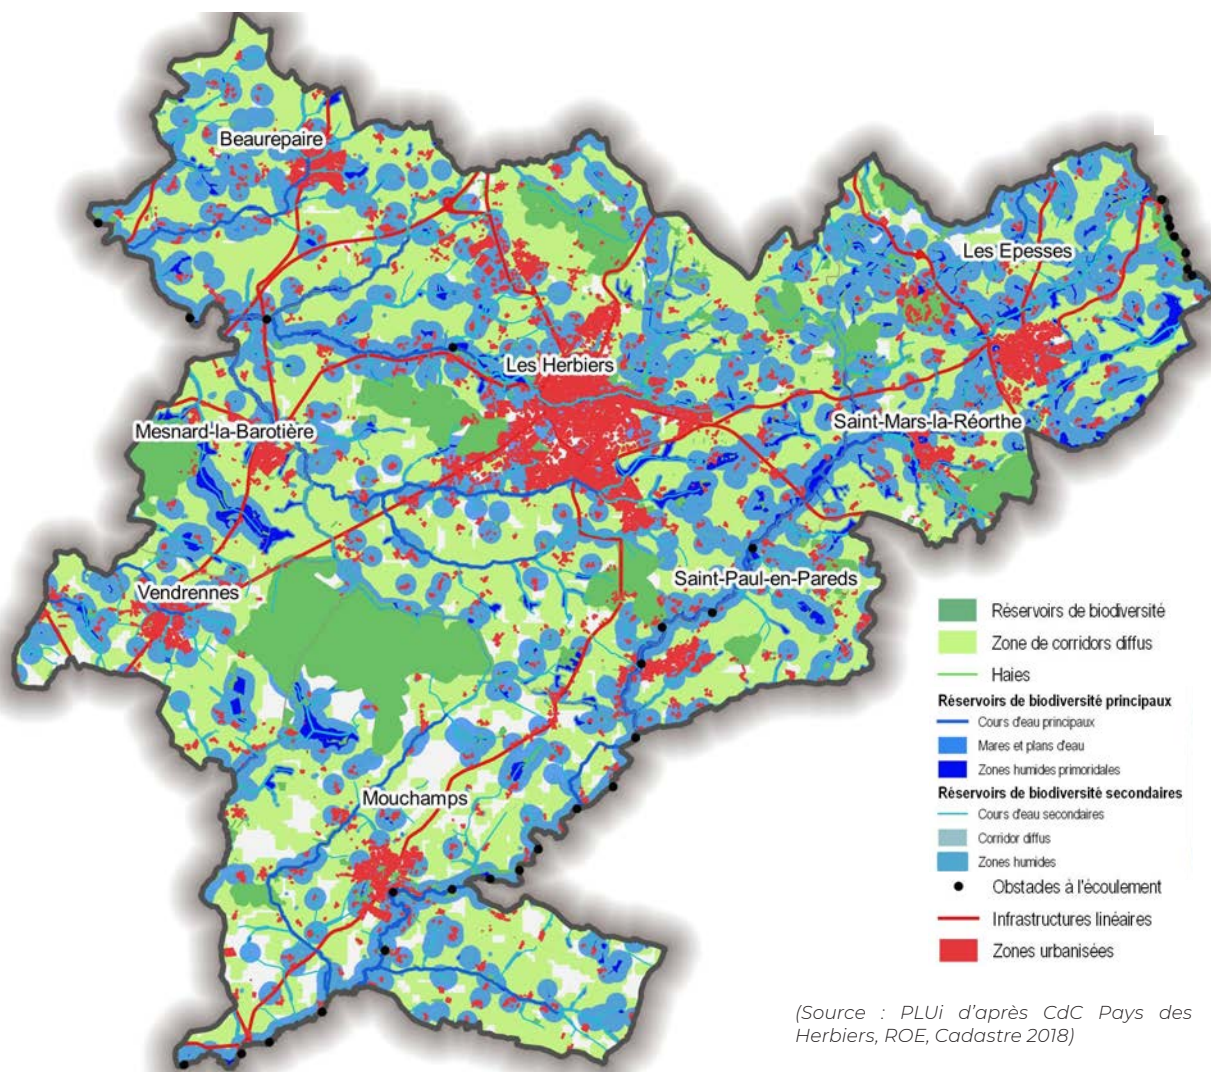 Beaurepaire
Les Epesses
Les Herbiers
Saint-Mars-la-Réorthe
Mesnard-la-Barotière
Saint-Paul-en-Pareds
Vendrennes
Mouchamps
Réservoirs de biodiversité
Zone de corridors diffus
Haies
Réservoirs de biodiversité principaux
Cours d'eau principaux
Mares et plans d'eau
Zones humides primoridales
Réservoirs de biodiversité secondaires
Cours d'eau secondaires
Corridor diffus
Zones humides
Obstades à l'écoulement
Infrastructures linéaires
Zones urbanisées
(Source : PLUi d'après CdC Pays des
Herbiers, ROE, Cadastre 2018)